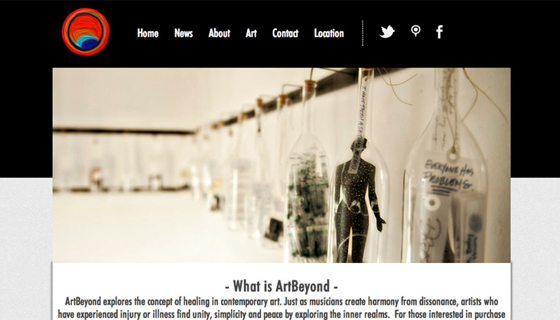 Home News About Art Contact Location
EVERYONE HAS
PROBLEMS
- What is ArtBeyond -
ArtBeyond explores the concept of healing in contemporary art. Just as musicians create harmony from dissonance, artists who
have experienced injury or illness find unity, simplicity and peace by exploring the inner realms. For those interested in purchase